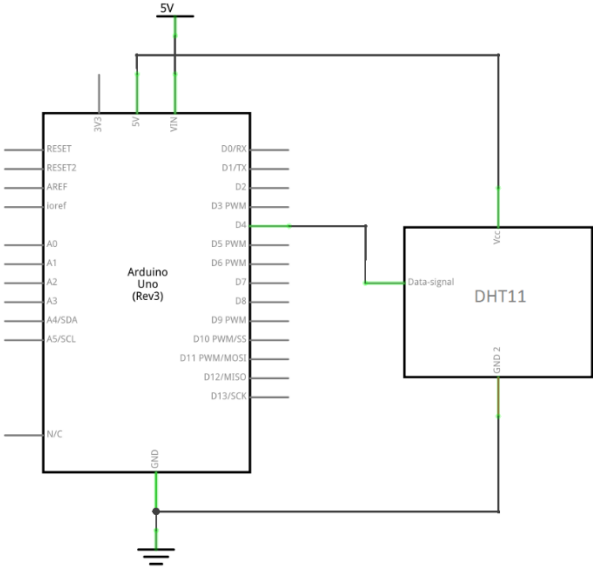 5V
3V3
5V
VIN
RESET
RESET2
AREF
ioref
A0
A1
A2
A3
A4/SDA
A5/SCL
N/C
Arduino
Uno
(Rev3)
D0/RX
D1/TX
D2
D3 PWM
D4
D5 PWM
D6 PWM
D7
D8
D9 PWM
D10 PWM/SS
D11 PWM/MOSI
D12/MISO
D13/SCK
GND
Vcc
Data-signal
DHT11
GND 2